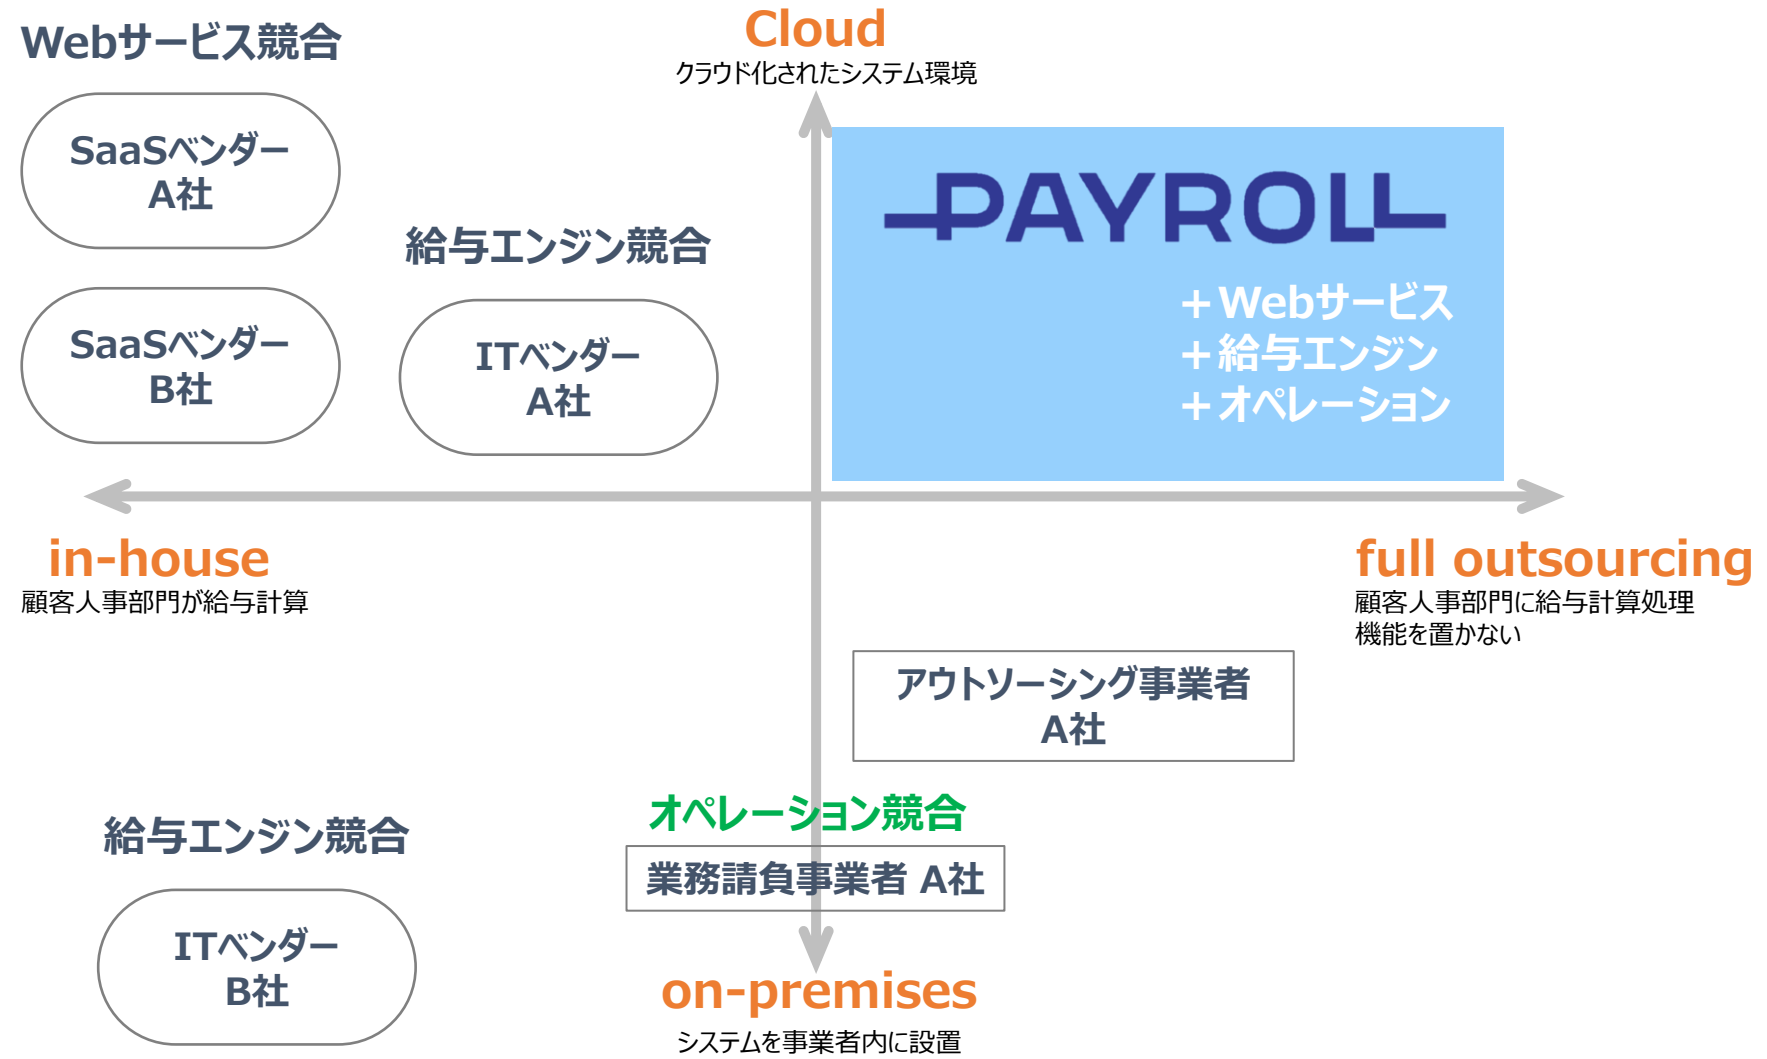 Webサービス競合
Cloud
クラウド化されたシステム環境
SaaSベンダー
A社
PAYROLL
給与エンジン競合
+Webサービス
+給与エンジン
+オペレーション
SaaSベンダー
B社
ITベンダー
A社
in-house
顧客人事部門が給与計算
full outsourcing
顧客人事部門に給与計算処理
機能を置かない
アウトソーシング事業者
A社
オペレーション競合
業務請負事業者 A社
給与エンジン競合
ITベンダー
B社
on-premises
システムを事業者内に設置